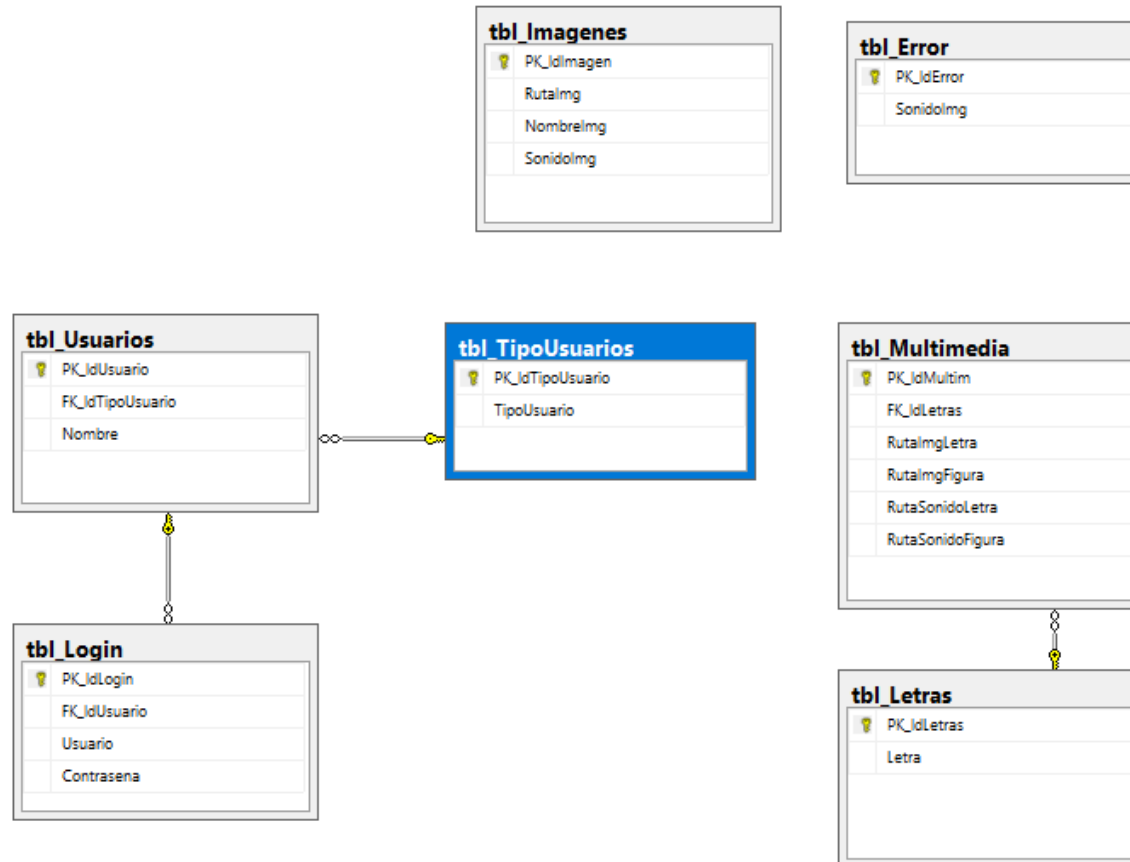 tbl_Imagenes
PK_IdImagen
RutaImg
NombreImg
SonidoImg
tbl_Error
PK_IdError
SonidoImg
tbl_Usuarios
PK_IdUsuario
FK_IdTipoUsuario
Nombre
tbl_TipoUsuarios
PK_IdTipoUsuario
TipoUsuario
tbl_Multimedia
PK_IdMultim
FK_IdLetras
RutaImgLetra
RutaImgFigura
RutaSonidoLetra
RutaSonidoFigura
tbl_Login
PK_IdLogin
FK_IdUsuario
Usuario
Contrasena
tbl_Letras
PK_IdLetras
Letra